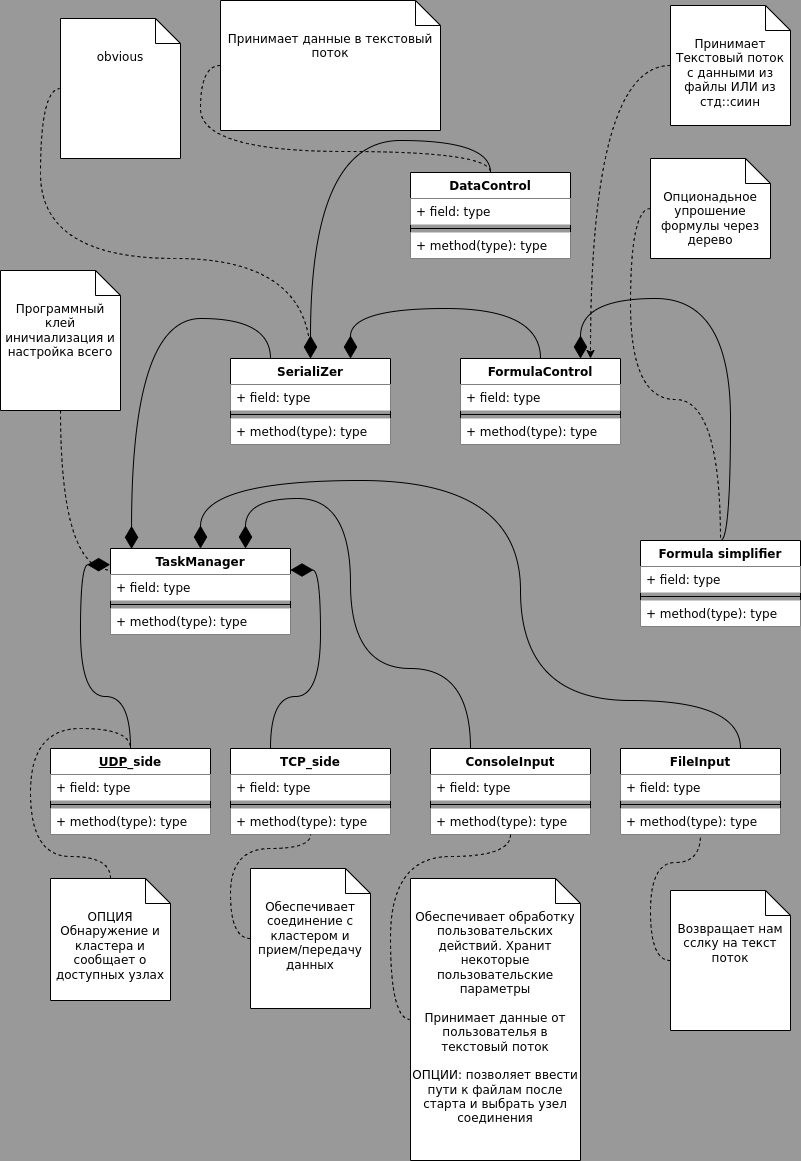 obvious
Принимает данные в текстовый
поток
Принимает
Текстовый поток
с данными из
файлы ИЛИ из
стд::сиин
DataControl
+ field: type
+ method(type): type
Опционадьное
упрошение
формулы через
дерево
Программный
клей
иничиализация и
настройка всего
SerialiZer
+ field: type
+ method(type): type
FormulaControl
+ field: type
+ method(type): type
TaskManager
+ field: type
+ method(type): type
Formula simplifier
+ field: type
+ method(type): type
UDP_side
+ field: type
+ method(type): type
TCP_side
+ field: type
+ method(type): type
ConsoleInput
+ field: type
+ method(type): type
FileInput
+ field: type
+ method(type): type
ОПЦИЯ
Обнаружение и
кластера и
сообщает о
доступных узлах
Обеспечивает
соединение с
кластером и
прием/передачу
данных
Обеспечивает обработку
пользовательских
действий. Хранит
некоторые
пользовательские
параметры
Принимает данные от
пользователья в
текстовый поток
ОПЦИИ: позволяет ввести
пути к файлам после
старта и выбрать узел
соединения
Возвращает нам
сслку на текст
поток